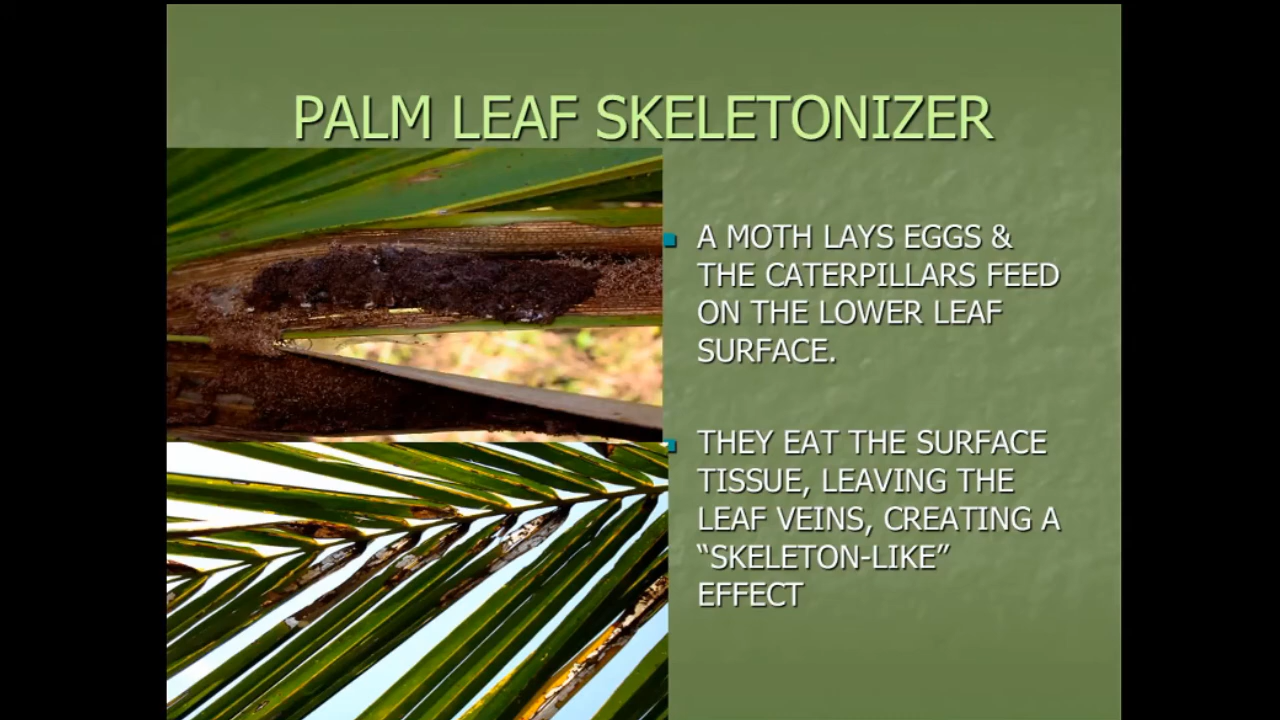 PALM LEAF SKELETONIZER
A MOTH LAYS EGGS &
THE CATERPILLARS FEED
ON THE LOWER LEAF
SURFACE.
THEY EAT THE SURFACE
TISSUE, LEAVING THE
LEAF VEINS, CREATING A
“SKELETON-LIKE”
EFFECT